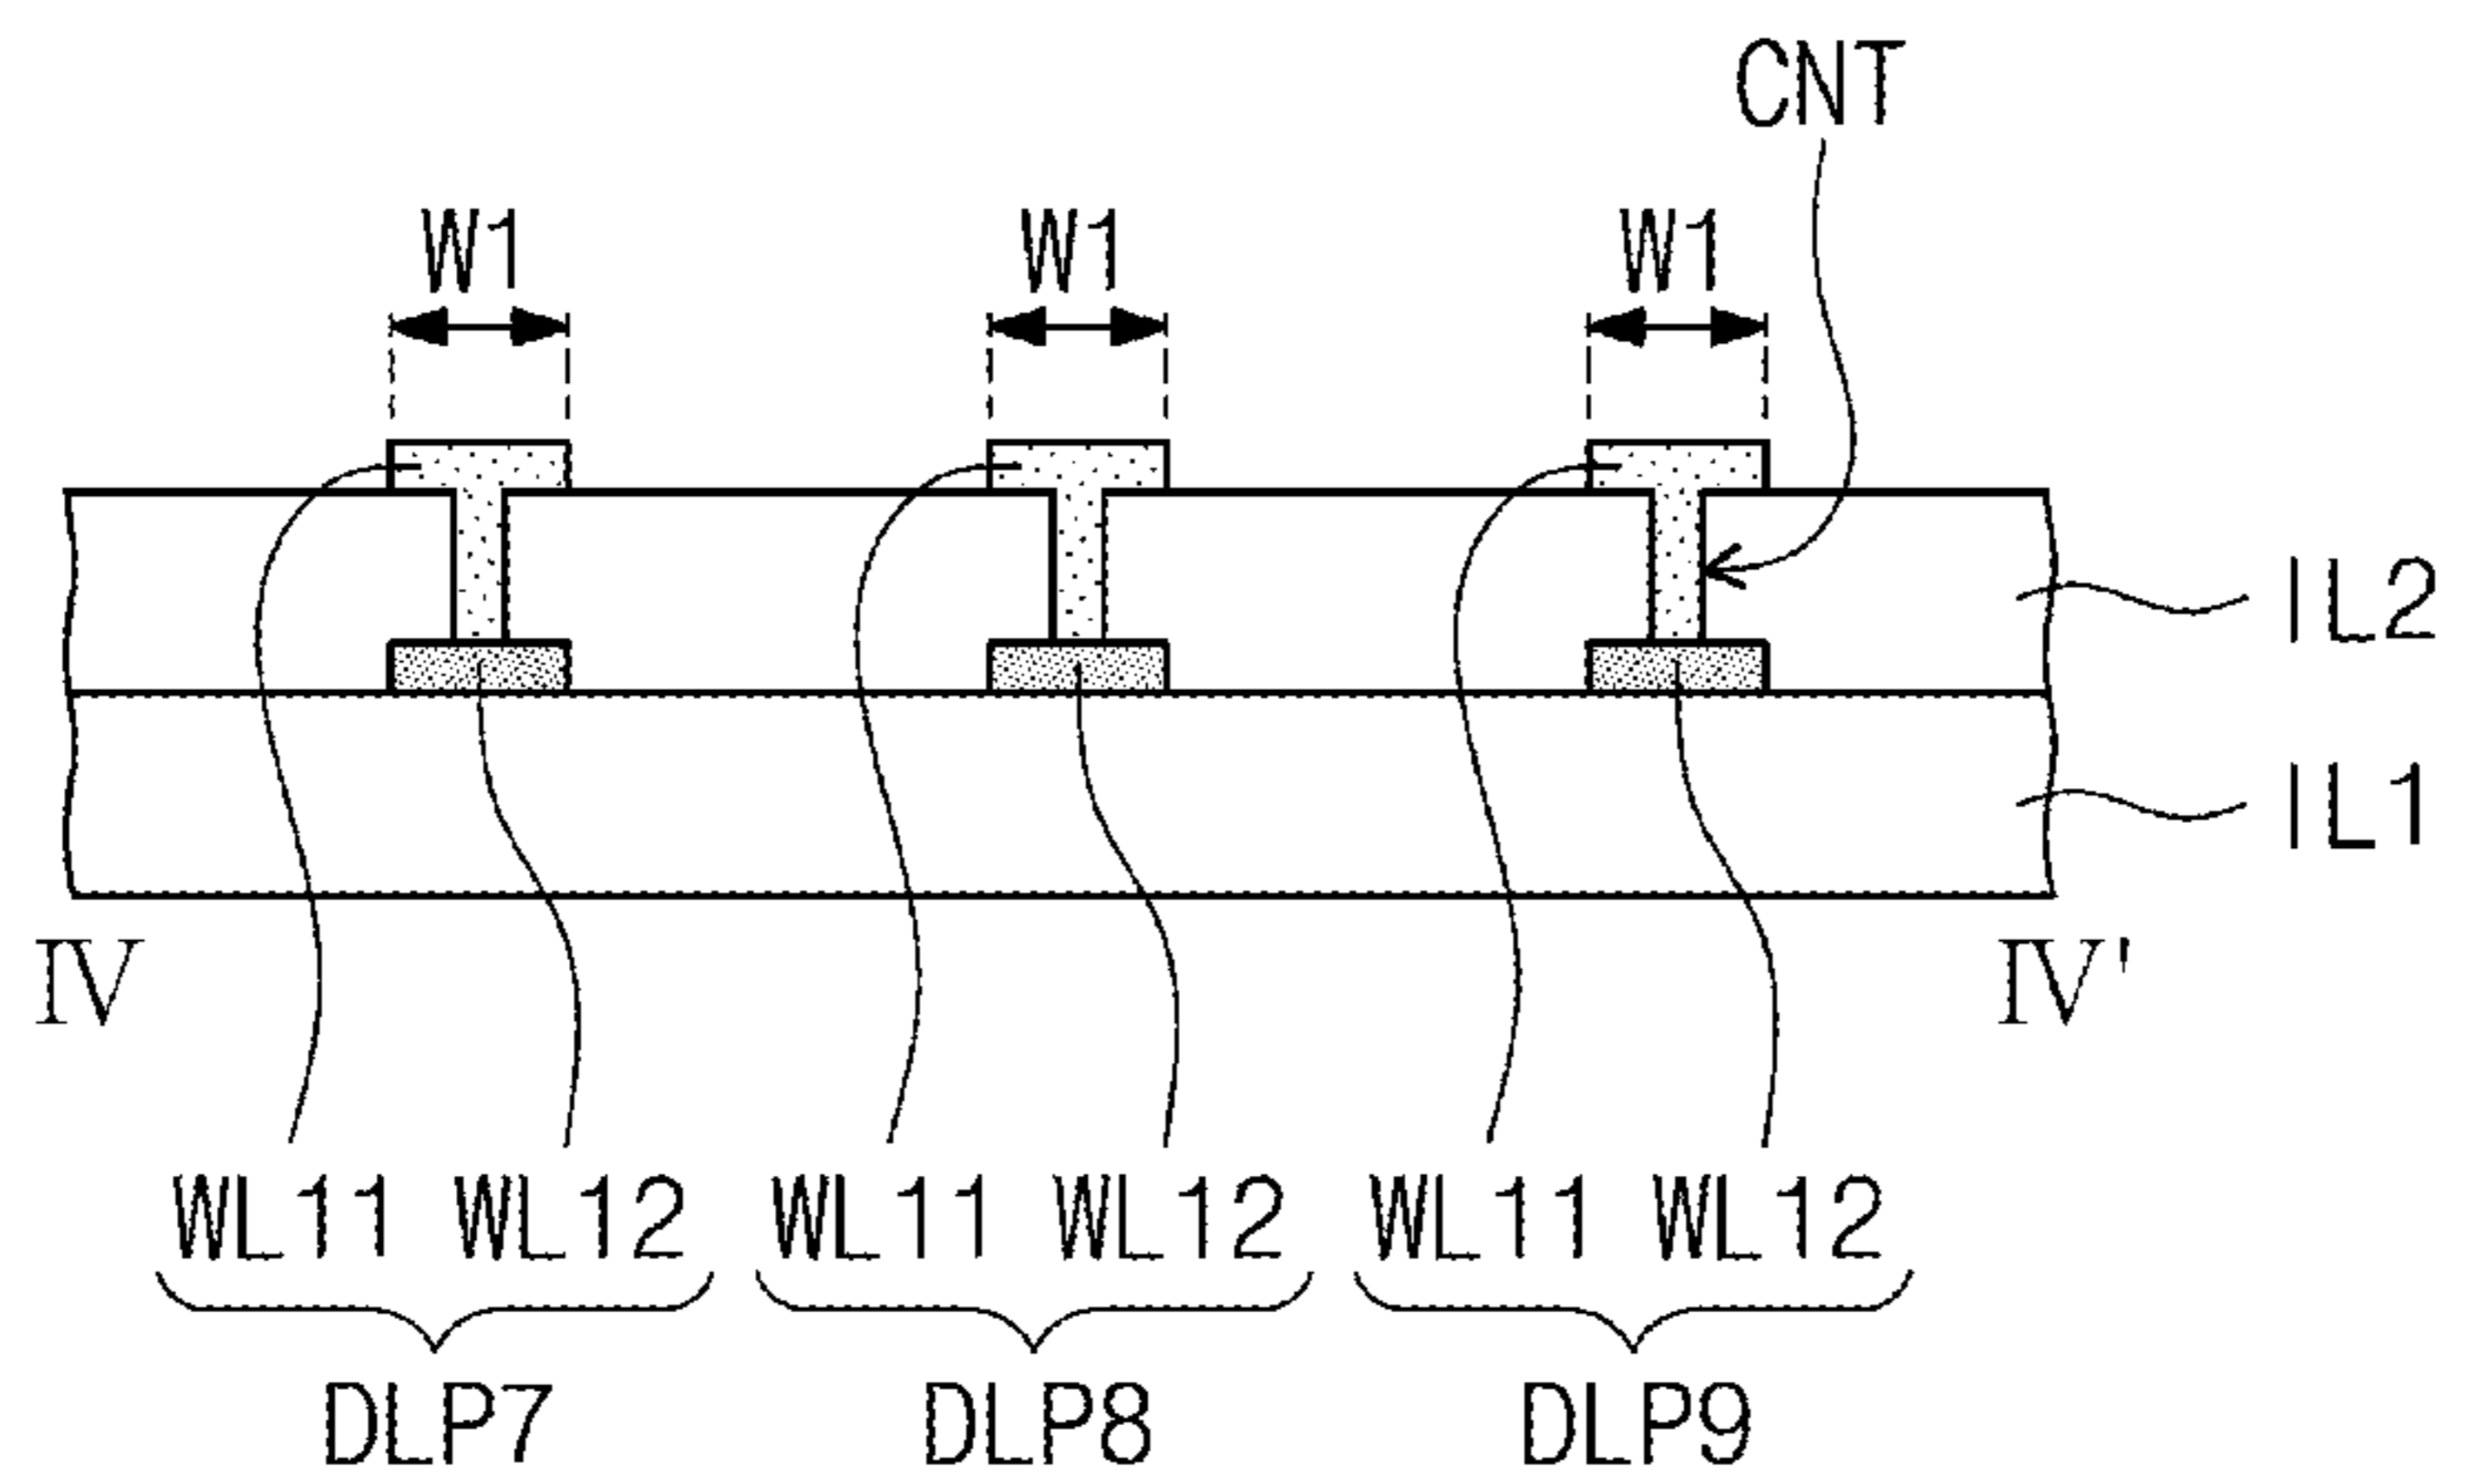 CNT
W1 W1 W1
IL2
IL1
IV IV'
WL11 WL12 WL11 WL12 WL11 WL12
DLP7 DLP8 DLP9